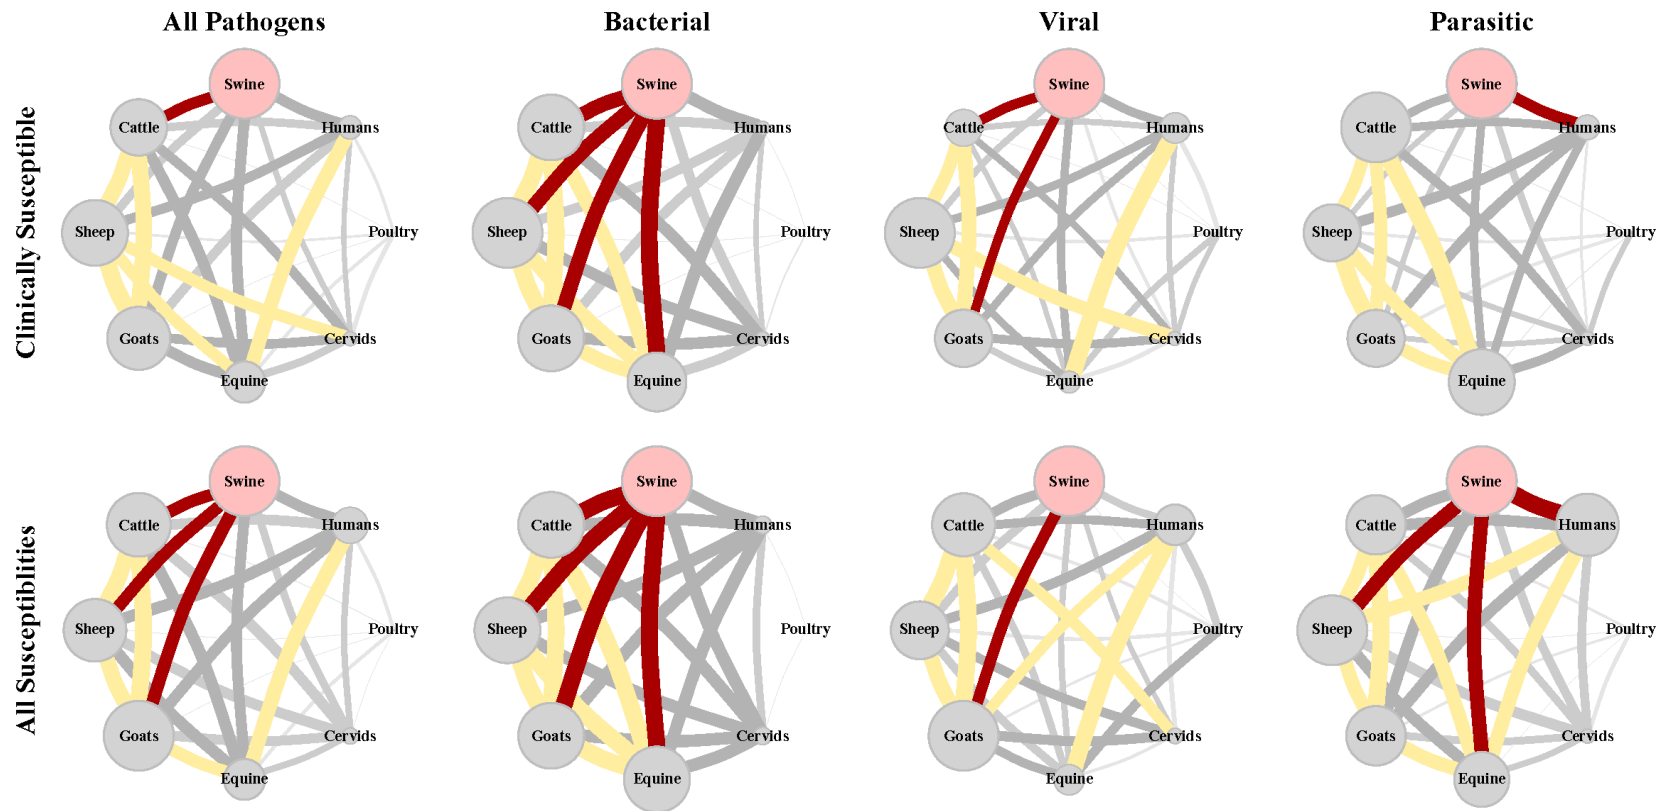 All Pathogens Bacterial Viral Parasitic
Clinically Susceptible
Swine Swine Swine Swine
Cattle Humans Cattle Humans Cattle Humans Cattle Humans
Sheep Poultry Sheep Poultry Sheep Poultry Sheep Poultry
Goats Cervids Goats Cervids Goats Cervids Goats Cervids
Equine Equine Equine Equine
All Susceptiblities
Swine Swine Swine Swine
Cattle Humans Cattle Humans Cattle Humans Cattle Humans
Sheep Poultry Sheep Poultry Sheep Poultry Sheep Poultry
Goats Cervids Goats Cervids Goats Cervids Goats Cervids
Equine Equine Equine Equine